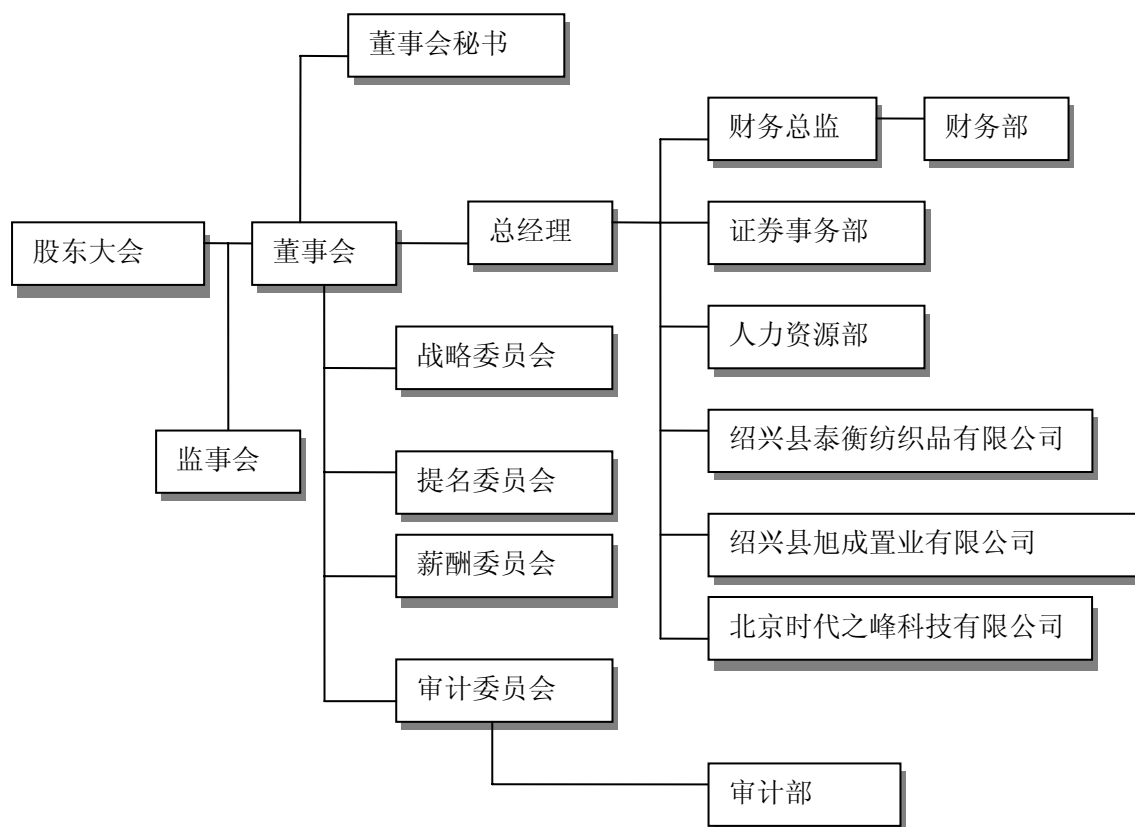 董事会秘书
财务总监
财务部
股东大会
董事会
总经理
证券事务部
人力资源部
战略委员会
监事会
绍兴县泰衡纺织品有限公司
提名委员会
绍兴县旭成置业有限公司
薪酬委员会
北京时代之峰科技有限公司
审计委员会
审计部